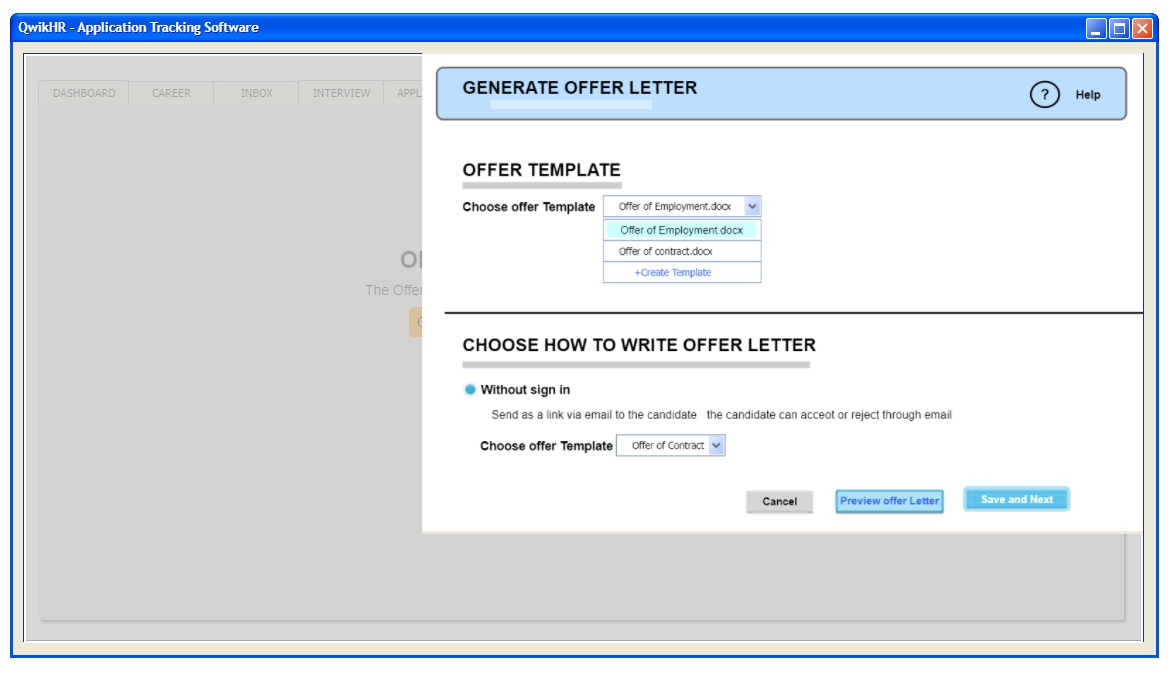 QwikHR - Application Tracking Software
DASHBOARD CAREER INBOX INTERVIEW APPL
GENERATE OFFER LETTER
? Help
OFFER TEMPLATE
Choose offer Template Offer of Employment.docx
Offer of Employment.docx
Offer of contract.docx
+Create Template
The Offer
CHOOSE HOW TO WRITE OFFER LETTER
Without sign in
Send as a link via email to the candidate the candidate can acceot or reject through email
Choose offer Template Offer of Contract
Cancel Preview offer Letter Save and Next